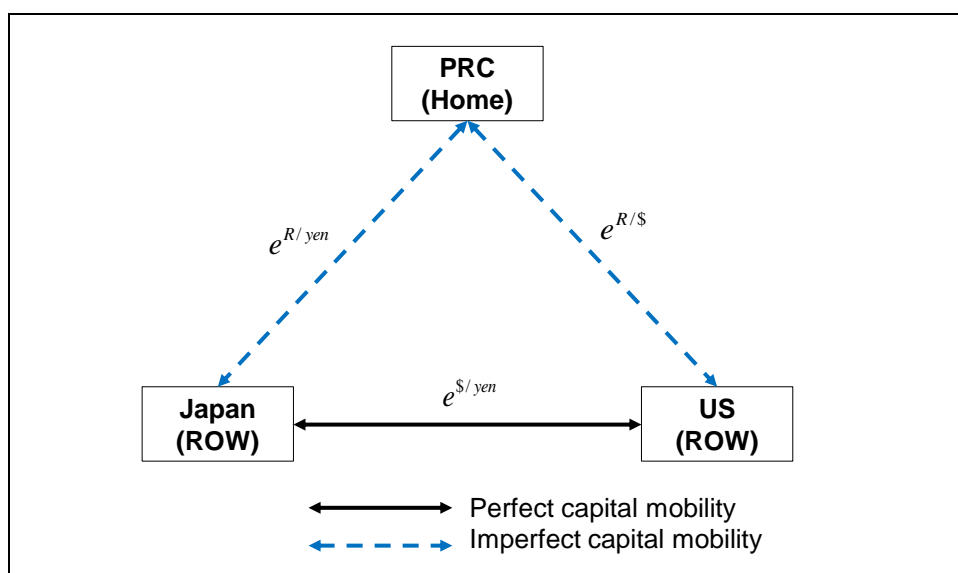 PRC
(Home)
e^{R/yen}
e^{R/$}
e^{$/yen}
Japan
(ROW)
US
(ROW)
Perfect capital mobility
Imperfect capital mobility